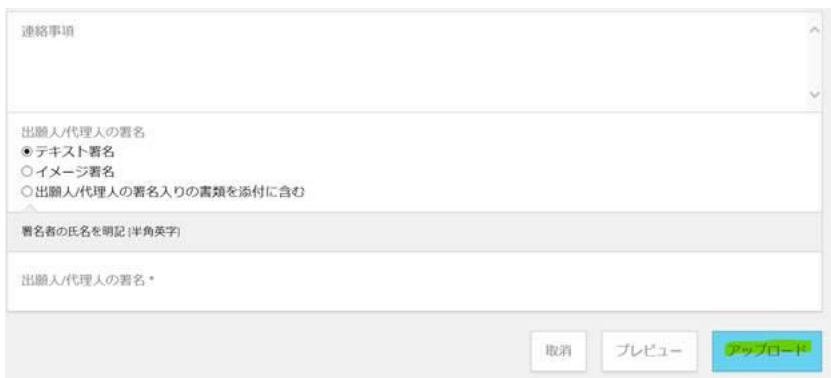 連絡事項
出願人/代理人の署名
テキスト署名
イメージ署名
出願人/代理人の署名入りの書類を添付に含む
署名者の氏名を明記 [半角英字]
出願人/代理人の署名 *
取消 プレビュー アップロード